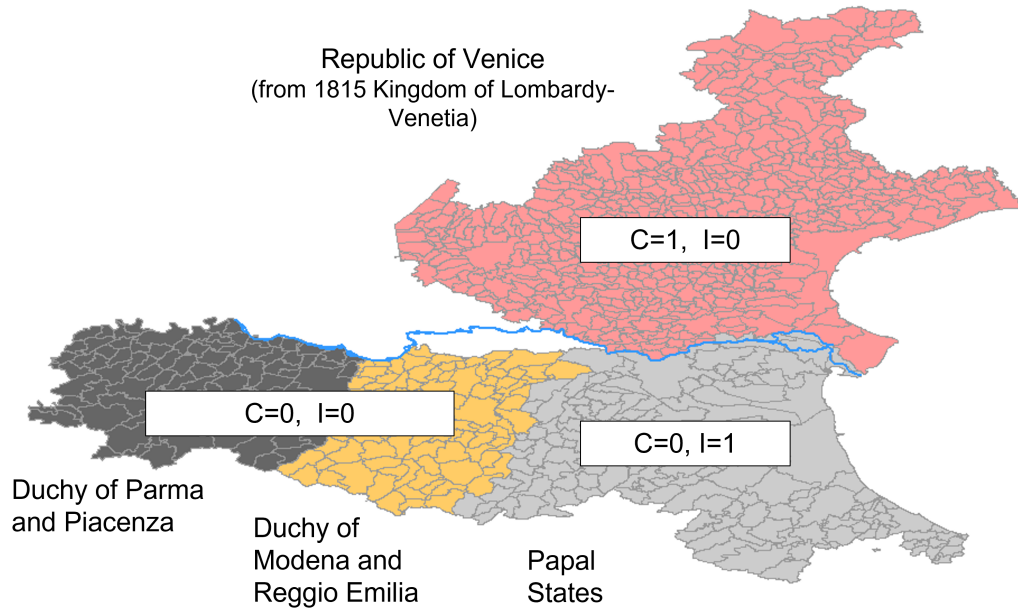 Republic of Venice
(from 1815 Kingdom of Lombardy-
Venetia)
C=1,  I=0
C=0,  I=0
C=0, I=1
Duchy of Parma
and Piacenza
Duchy of
Modena and
Reggio Emilia
Papal
States